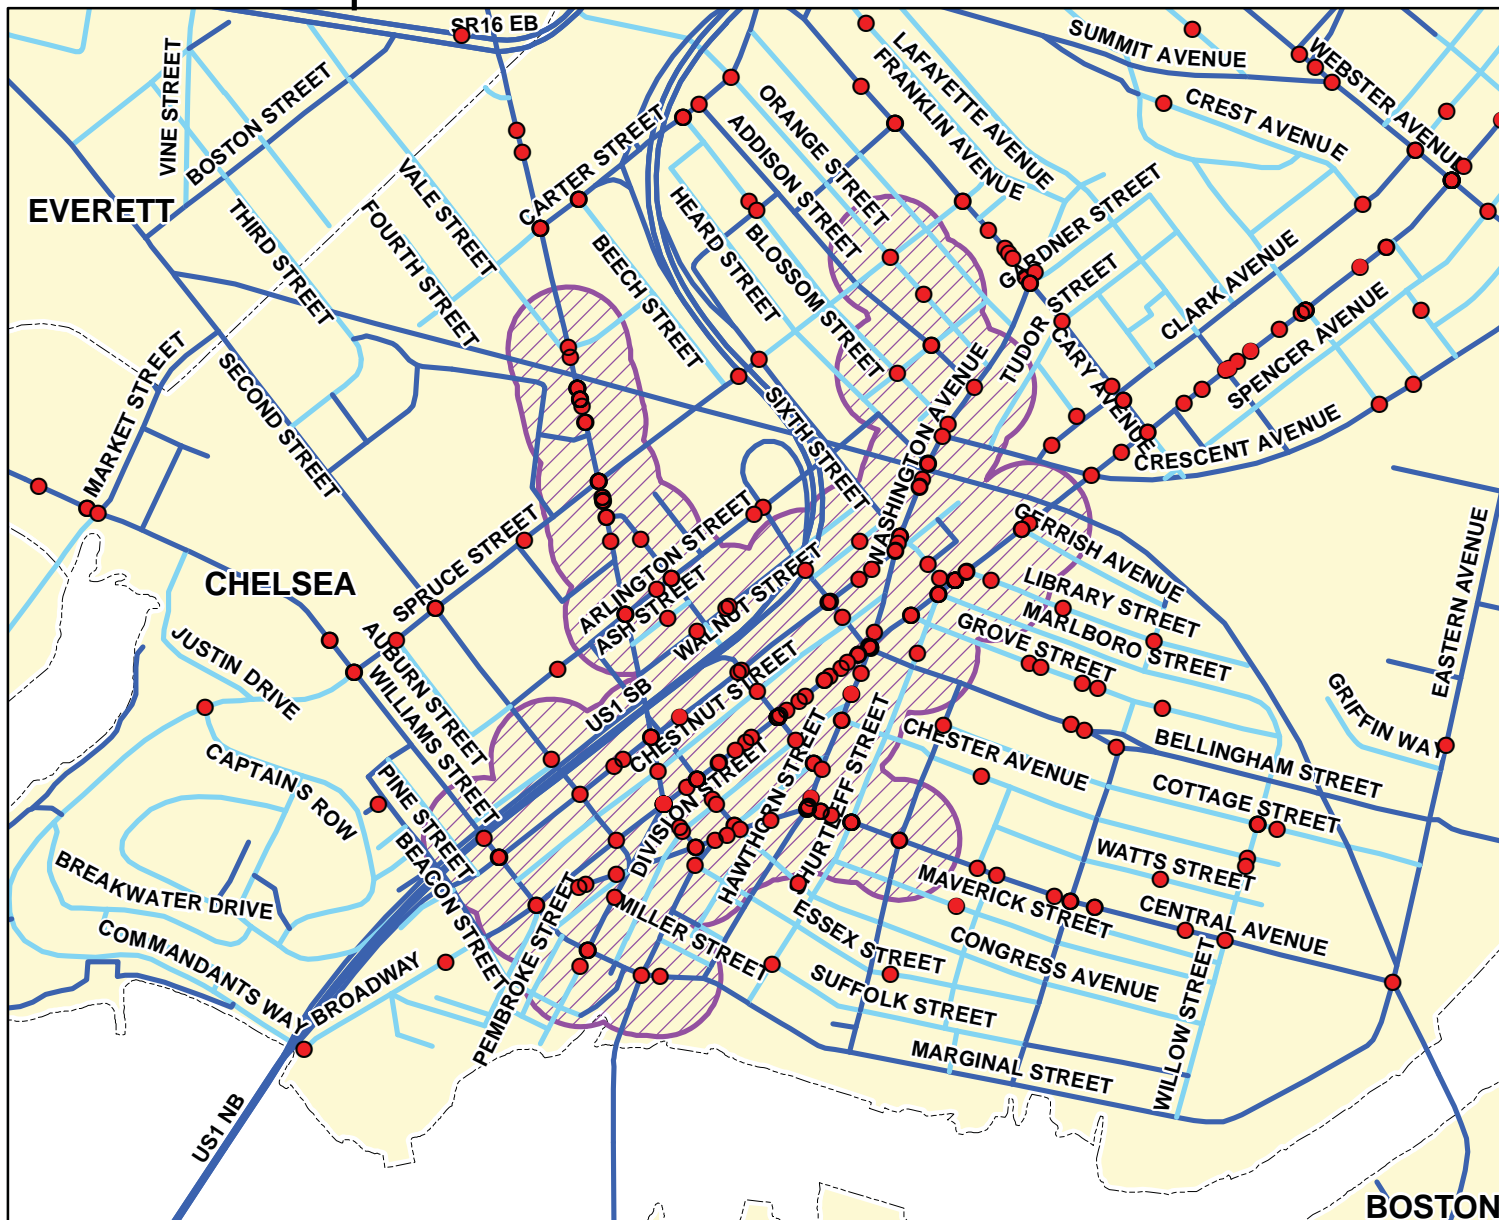 SR16 EB
SUMMIT AVENUE
WEBSTER AVENUE
LAFAYETTE AVENUE
FRANKLIN AVENUE
CREST AVENUE
VINE STREET
BOSTON STREET
ORANGE STREET
ADDISON STREET
CARTER STREET
VALE STREET
EVERETT
THIRD STREET
FOURTH STREET
HEARD STREET
BLOSSOM STREET
BEECH STREET
GARDNER STREET
TUDOR STREET
CLARK AVENUE
SPENCER AVENUE
CARY AVENUE
CRESCENT AVENUE
MARKET STREET
SECOND STREET
SIXTH STREET
WASHINGTON AVENUE
SPRUCE STREET
ARLINGTON STREET
ASH STREET
WALNUT STREET
GERRISH AVENUE
LIBRARY STREET
MARLBORO STREET
GROVE STREET
EASTERN AVENUE
CHELSEA
JUSTIN DRIVE
AUBURN STREET
WILLIAMS STREET
US1 SB
CHESTNUT STREET
GRIFFIN WAY
CAPTAINS ROW
PINE STREET
BEACON STREET
DIVISION STREET
HAWTHORN STREET
SHURTLEFF STREET
CHESTER AVENUE
BELLINGHAM STREET
COTTAGE STREET
WATTS STREET
BREAKWATER DRIVE
COMMANDANTS WAY
BROADWAY
PEMBROKE STREET
MILLER STREET
ESSEX STREET
SUFFOLK STREET
MAVERICK STREET
CONGRESS AVENUE
CENTRAL AVENUE
WILLOW STREET
MARGINAL STREET
US1 NB
BOSTON